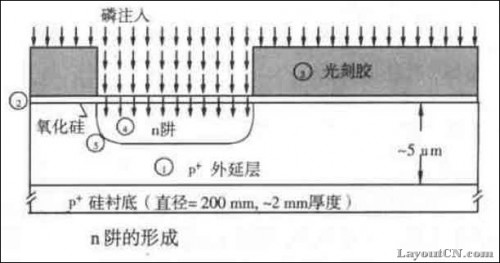 磷注入
③ 光刻胶
②
氧化硅
④
n阱
⑤
~5 μm
① p⁺ 外延层
p⁺ 硅衬底（直径= 200 mm, ~2 mm厚度）
n 阱的形成
LayoutCN.com